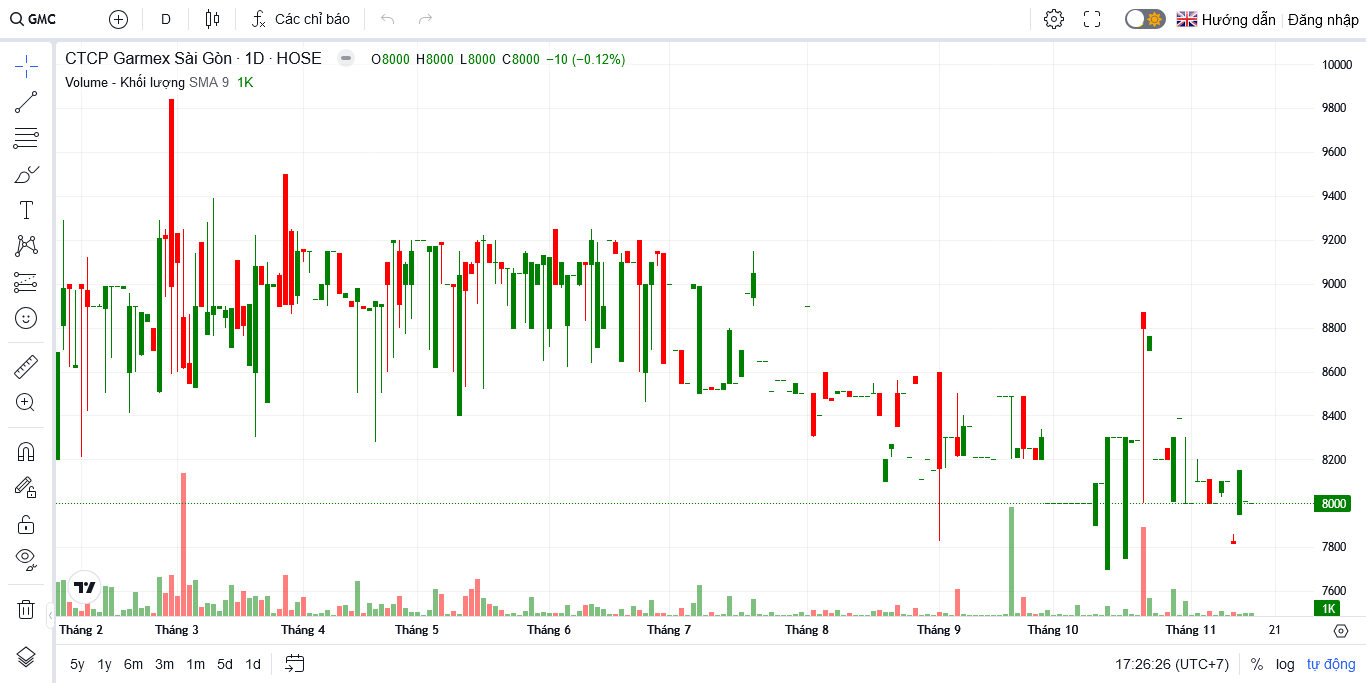 GMC D Các chỉ báo Hướng dẫn Đăng nhập
CTCP Garmex Sài Gòn · 1D · HOSE O8000 H8000 L8000 C8000 −10 (−0.12%)
Volume - Khối lượng SMA 9 1K
10000
9800
9600
9400
9200
9000
8800
8600
8400
8200
8000
7800
7600
1K
Tháng 2 Tháng 3 Tháng 4 Tháng 5 Tháng 6 Tháng 7 Tháng 8 Tháng 9 Tháng 10 Tháng 11 21
5y 1y 6m 3m 1m 5d 1d 17:26:26 (UTC+7) % log tự động